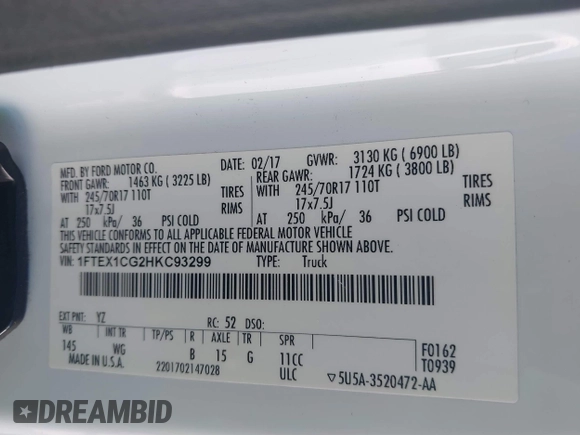 MFD. BY FORD MOTOR CO.
DATE: 02/17 GVWR: 3130 KG ( 6900 LB)
FRONT GAWR: 1463 KG ( 3225 LB)
REAR GAWR: 1724 KG ( 3800 LB)
WITH 245/70R17 110T TIRES
WITH 245/70R17 110T TIRES
17x7.5J RIMS
17x7.5J RIMS
AT 250 kPa/ 36 PSI COLD
AT 250 kPa/ 36 PSI COLD
THIS VEHICLE CONFORMS TO ALL APPLICABLE FEDERAL MOTOR VEHICLE
SAFETY STANDARDS IN EFFECT ON THE DATE OF MANUFACTURE SHOWN ABOVE.
VIN: 1FTEX1CG2HKC93299 TYPE: Truck
EXT PNT: YZ RC: 52 DSO:
WB INT TR TP/PS R AXLE TR SPR
145 WG B 15 G 11CC F0162
MADE IN U.S.A. 2201702147028 ULC T0939
▽5U5A-3520472-AA
DREAMBID